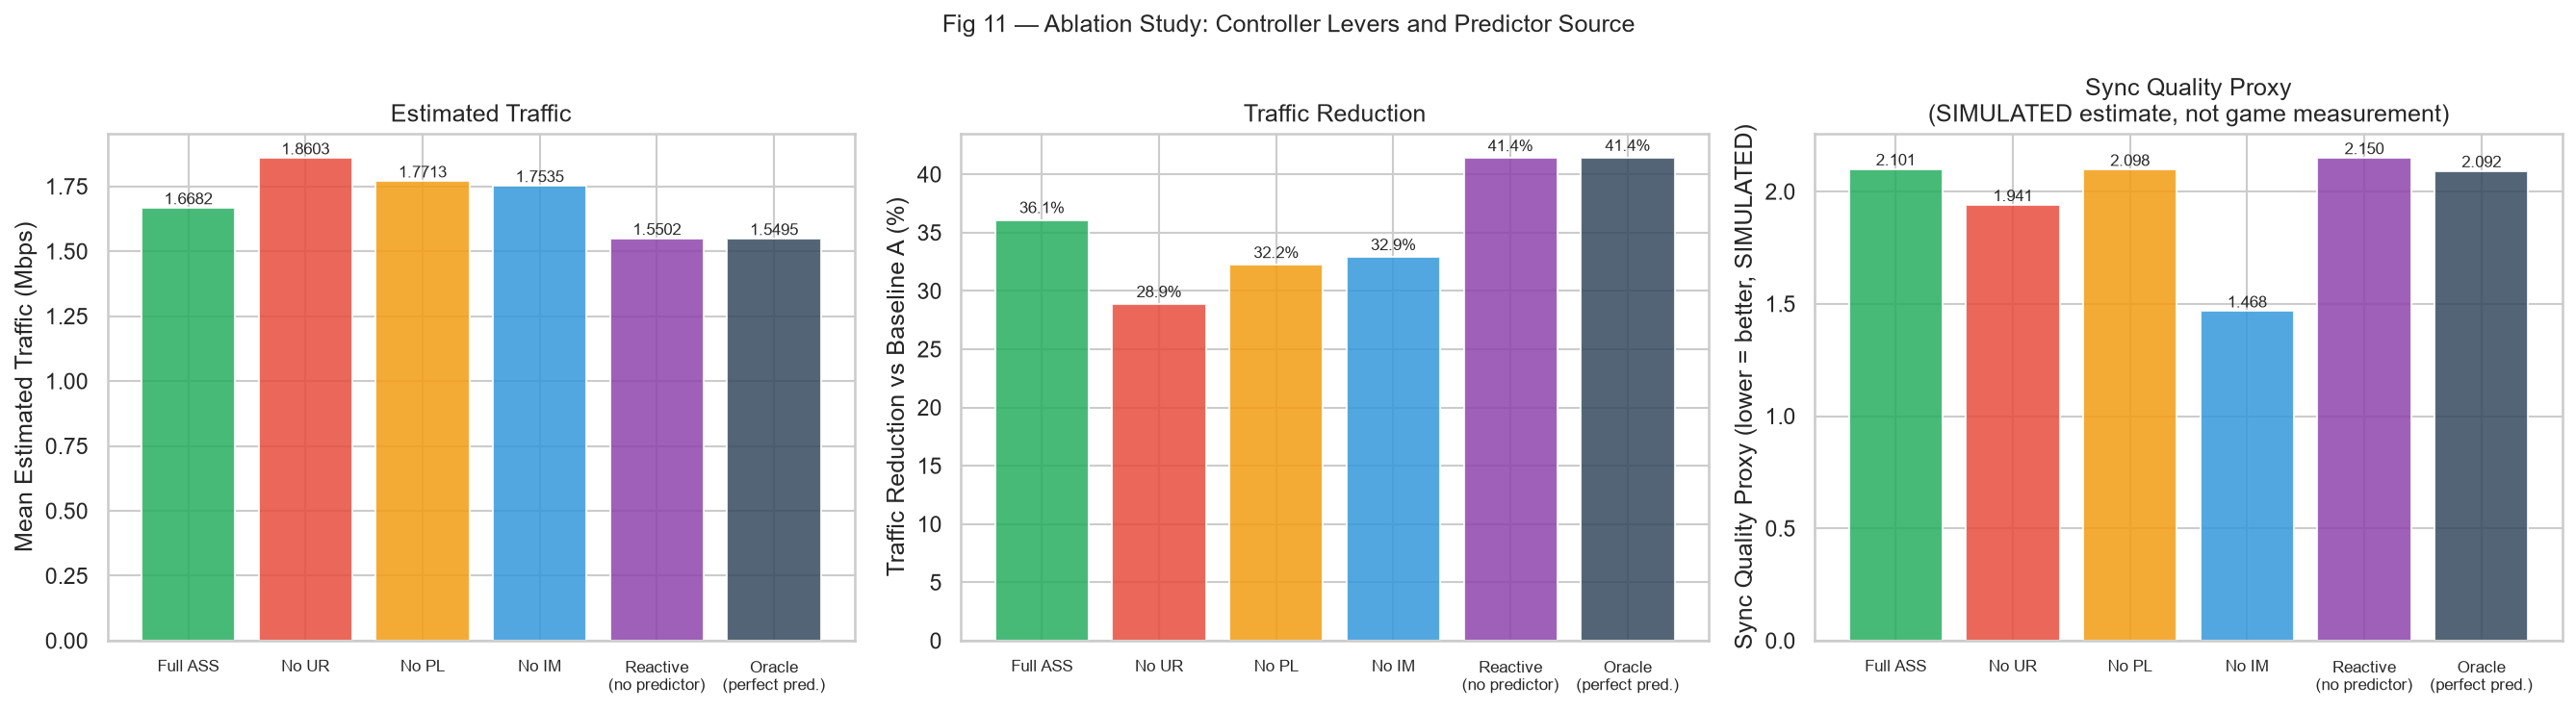 Fig 11 — Ablation Study: Controller Levers and Predictor Source
Estimated Traffic
Mean Estimated Traffic (Mbps)
1.75
1.50
1.25
1.00
0.75
0.50
0.25
0.00
1.6682
1.8603
1.7713
1.7535
1.5502
1.5495
Full ASS
No UR
No PL
No IM
Reactive
(no predictor)
Oracle
(perfect pred.)
Traffic Reduction
Traffic Reduction vs Baseline A (%)
40
35
30
25
20
15
10
5
0
36.1%
28.9%
32.2%
32.9%
41.4%
41.4%
Full ASS
No UR
No PL
No IM
Reactive
(no predictor)
Oracle
(perfect pred.)
Sync Quality Proxy
(SIMULATED estimate, not game measurement)
Sync Quality Proxy (lower = better, SIMULATED)
2.0
1.5
1.0
0.5
0.0
2.101
1.941
2.098
1.468
2.150
2.092
Full ASS
No UR
No PL
No IM
Reactive
(no predictor)
Oracle
(perfect pred.)